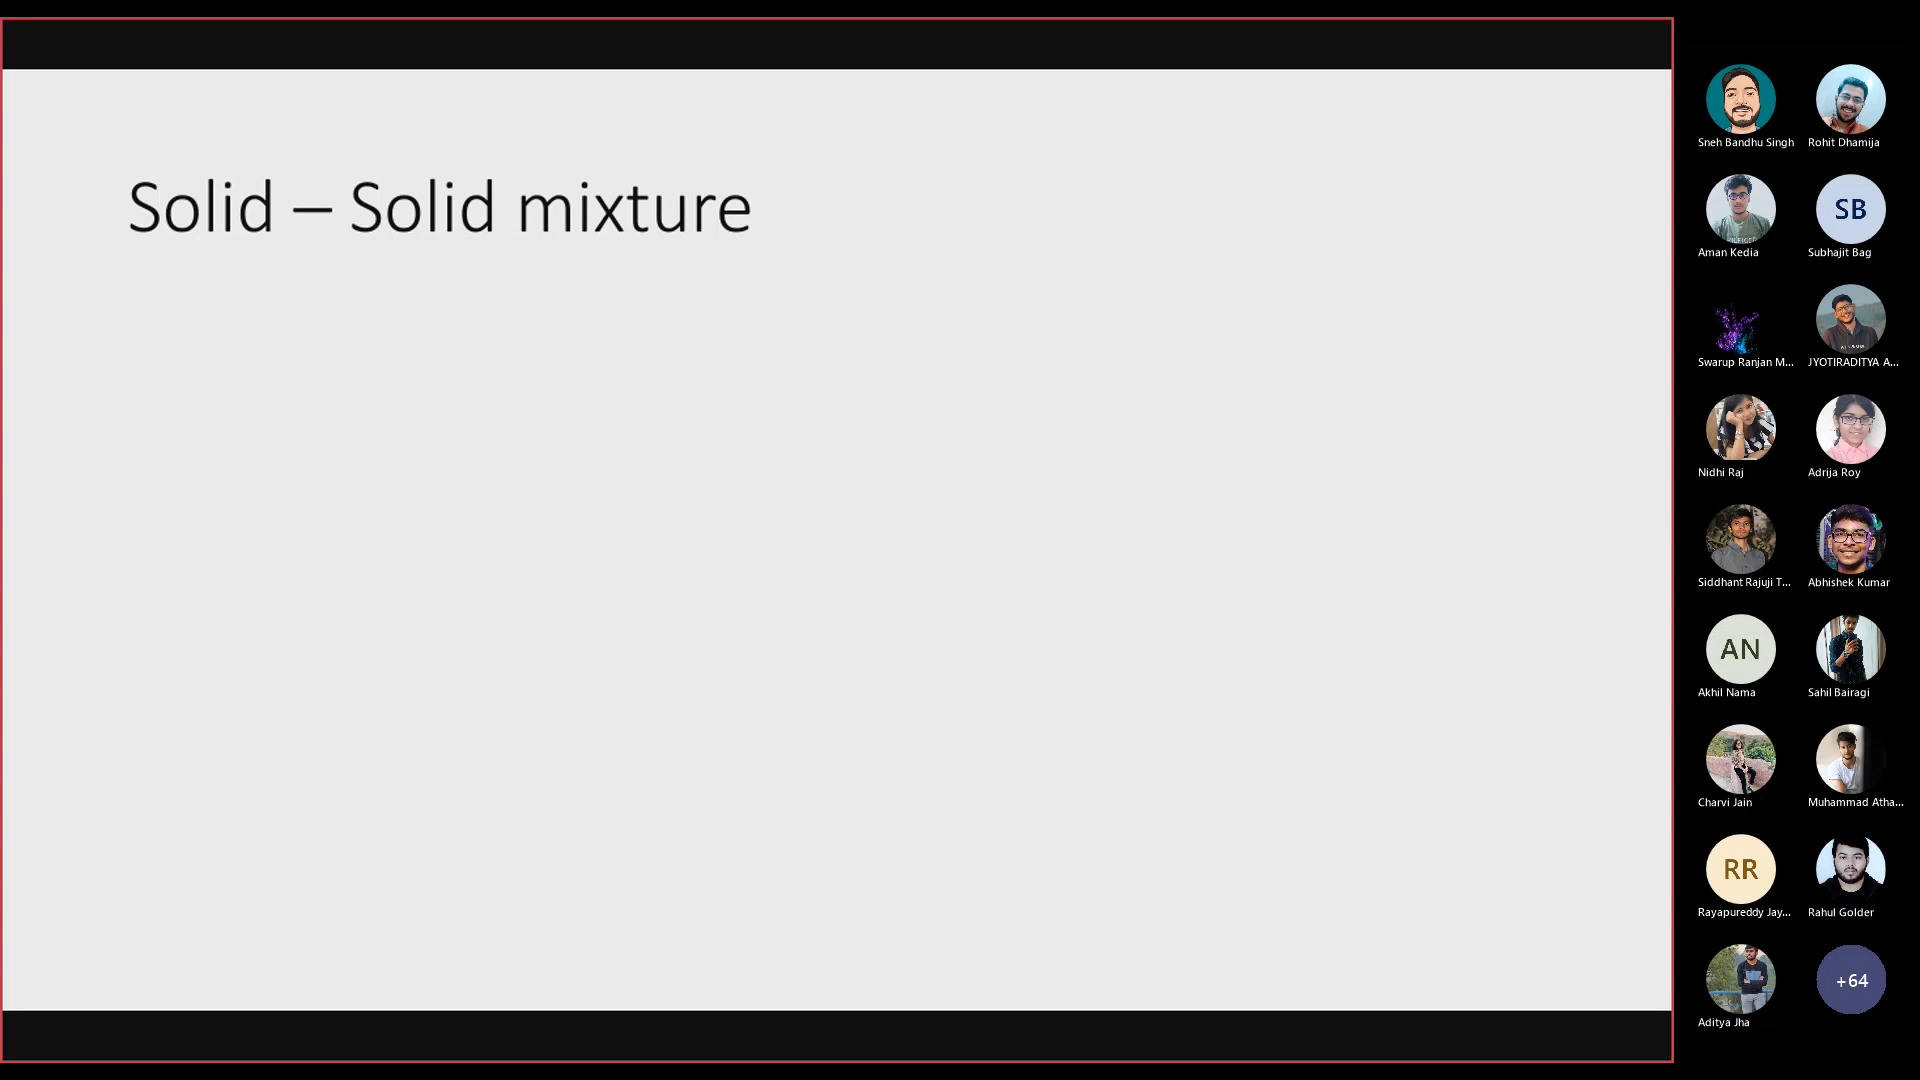 Solid – Solid mixture
Sneh Bandhu Singh
Rohit Dhamija
Aman Kedia
SB
Subhajit Bag
Swarup Ranjan M...
JYOTIRADITYA A...
Nidhi Raj
Adrija Roy
Siddhant Rajuji T...
Abhishek Kumar
AN
Akhil Nama
Sahil Bairagi
Charvi Jain
Muhammad Atha...
RR
Rayapureddy Jay...
Rahul Golder
Aditya Jha
+64